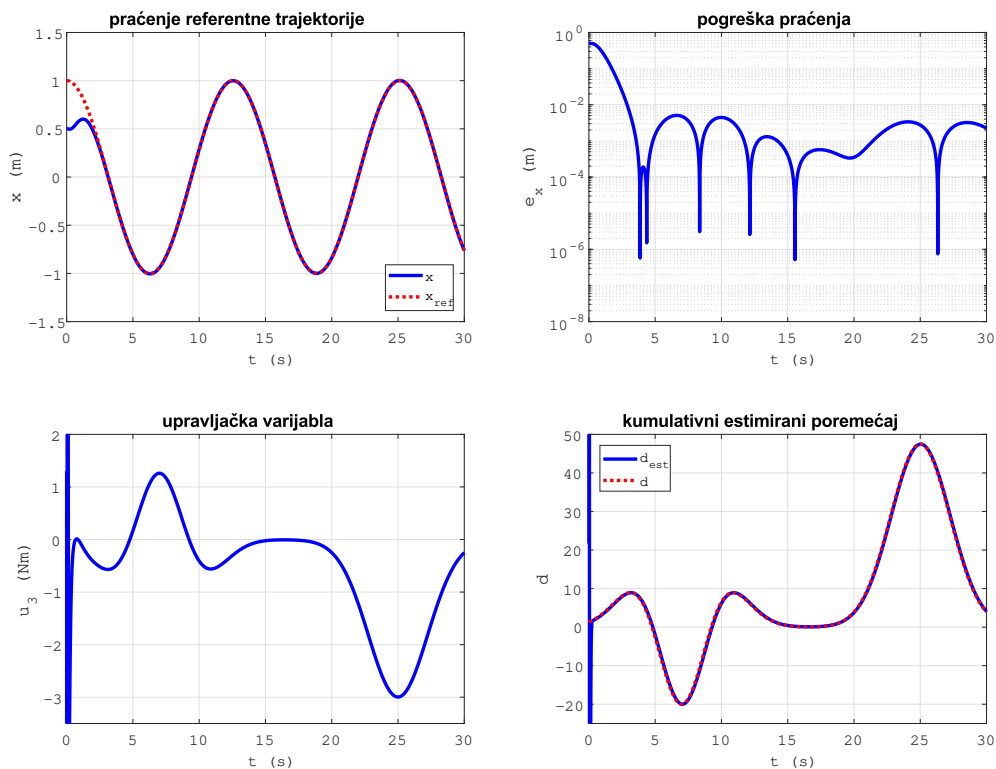 praćenje referentne trajektorije
1.5
1
0.5
0
-0.5
-1
-1.5
x (m)
0 5 10 15 20 25 30
t (s)
x
x_ref
pogreška praćenja
10^0
10^-2
10^-4
10^-6
10^-8
e_x (m)
0 5 10 15 20 25 30
t (s)
upravljačka varijabla
2
1
0
-1
-2
-3
u_3 (Nm)
0 5 10 15 20 25 30
t (s)
kumulativni estimirani poremećaj
50
40
30
20
10
0
-10
-20
d
0 5 10 15 20 25 30
t (s)
d_est
d